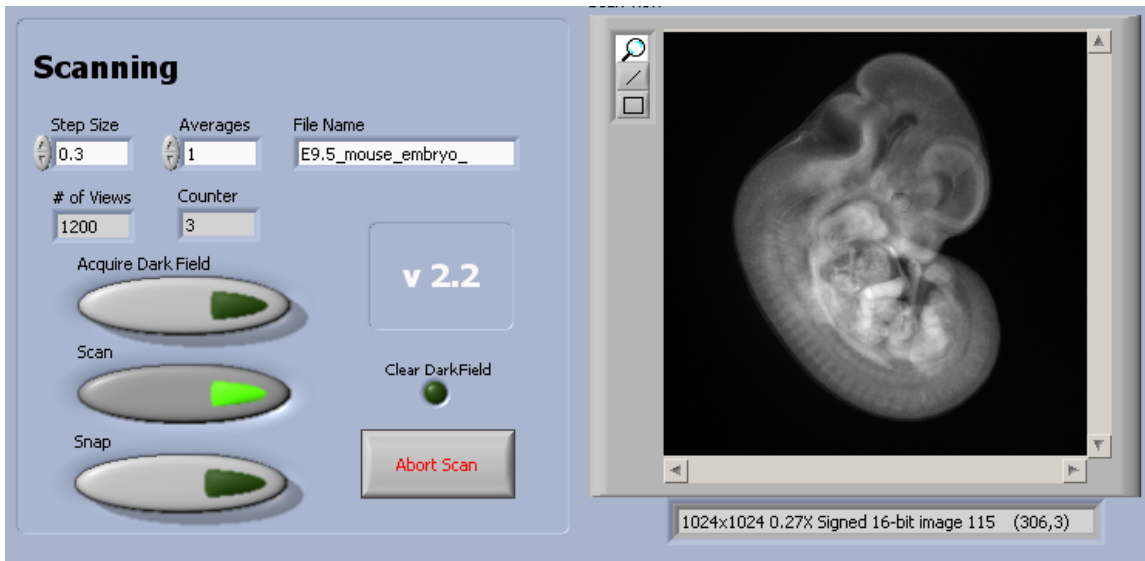 Scanning
Step Size
Averages
File Name
0.3
1
E9.5_mouse_embryo_
# of Views
Counter
1200
3
Acquire Dark Field
v 2.2
Scan
Clear DarkField
Snap
Abort Scan
1024x1024 0.27X Signed 16-bit image 115 (306,3)